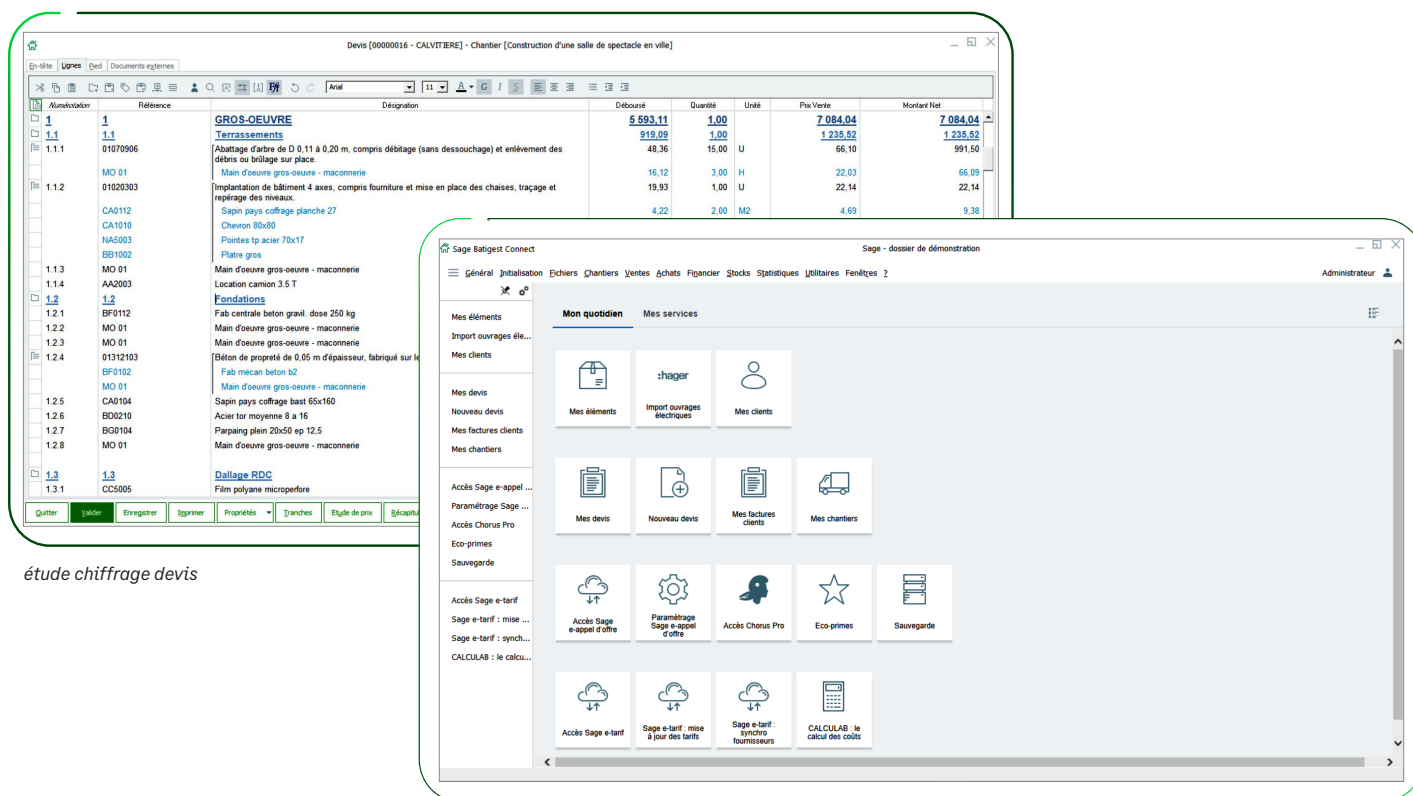 Devis [00000016 - CALVITIERE] - Chantier [Construction d'une salle de spectacle en ville]
En-tête Lignes Pied Documents externes
Arial 11 A G I S
Numérotation Référence Désignation Déboursé Quantité Unité Prix Vente Montant Net
1 1 GROS-OEUVRE 5 593,11 1,00 7 084,04 7 084,04
1.1 1.1 Terrassements 919,09 1,00 1 235,52 1 235,52
1.1.1 01070906 Abattage d'arbre de D 0,11 à 0,20 m, compris débitage (sans dessouchage) et enlèvement des 48,36 15,00 U 66,10 991,50
débris ou brûlage sur place.
MO 01 Main d'oeuvre gros-oeuvre - maconnerie 16,12 3,00 H 22,03 66,09
1.1.2 01020303 Implantation de bâtiment 4 axes, compris fourniture et mise en place des chaises, traçage et 19,93 1,00 U 22,14 22,14
repérage des niveaux.
CA0112 Sapin pays coffrage planche 27 4,22 2,00 M2 4,69 9,38
CA1010 Chevron 80x80
NA5003 Pointes tp acier 70x17
BB1002 Platre gros
1.1.3 MO 01 Main d'oeuvre gros-oeuvre - maconnerie
1.1.4 AA2003 Location camion 3.5 T
1.2 1.2 Fondations
1.2.1 BF0112 Fab centrale beton gravil. dose 250 kg
1.2.2 MO 01 Main d'oeuvre gros-oeuvre - maconnerie
1.2.3 MO 01 Main d'oeuvre gros-oeuvre - maconnerie
1.2.4 01312103 Béton de propreté de 0,05 m d'épaisseur, fabriqué sur le
BF0102 Fab mecan beton b2
MO 01 Main d'oeuvre gros-oeuvre - maconnerie
1.2.5 CA0104 Sapin pays coffrage bast 65x160
1.2.6 BD0210 Acier tor moyenne 8 a 16
1.2.7 BG0104 Parpaing plein 20x50 ep 12,5
1.2.8 MO 01 Main d'oeuvre gros-oeuvre - maconnerie
1.3 1.3 Dallage RDC
1.3.1 CC5005 Film polyane microperfore
Quitter Valider Enregistrer Imprimer Propriétés Tranches Etude de prix Récapitu
étude chiffrage devis
Sage Batigest Connect Sage - dossier de démonstration
Général Initialisation Fichiers Chantiers Ventes Achats Financier Stocks Statistiques Utilitaires Fenêtres ? Administrateur
Mon quotidien Mes services
Mes éléments
Import ouvrages éle...
Mes clients
Mes devis
Nouveau devis
Mes factures clients
Mes chantiers
Accès Sage e-appel ...
Paramétrage Sage ...
Accès Chorus Pro
Eco-primes
Sauvegarde
Accès Sage e-tarif
Sage e-tarif : mise ...
Sage e-tarif : synch...
CALCULAB : le calcu...
:hager
Mes éléments
Import ouvrages
électriques
Mes clients
Mes devis
Nouveau devis
Mes factures
clients
Mes chantiers
Accès Sage
e-appel d'offre
Paramétrage
Sage e-appel
d'offre
Accès Chorus Pro
Eco-primes
Sauvegarde
Accès Sage e-tarif
Sage e-tarif : mise
à jour des tarifs
Sage e-tarif :
synchro
fournisseurs
CALCULAB : le
calcul des coûts